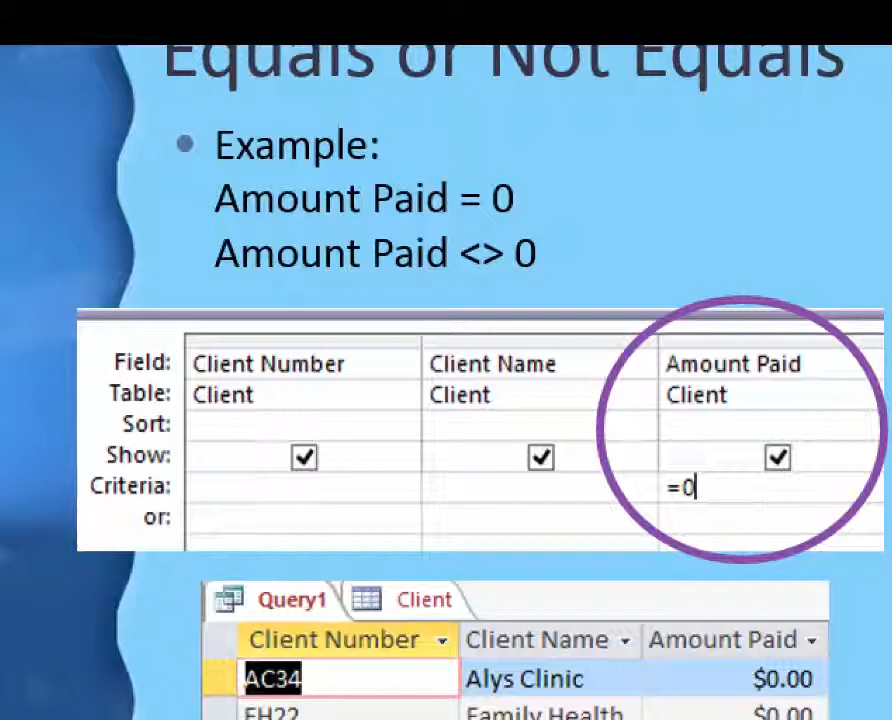 Equals or Not Equals
Example:
Amount Paid = 0
Amount Paid <> 0
Field: Client Number Client Name Amount Paid
Table: Client Client Client
Sort:
Show:
Criteria: =0
or:
Query1 Client
Client Number Client Name Amount Paid
AC34 Alys Clinic $0.00
FH22 Family Health $0.00